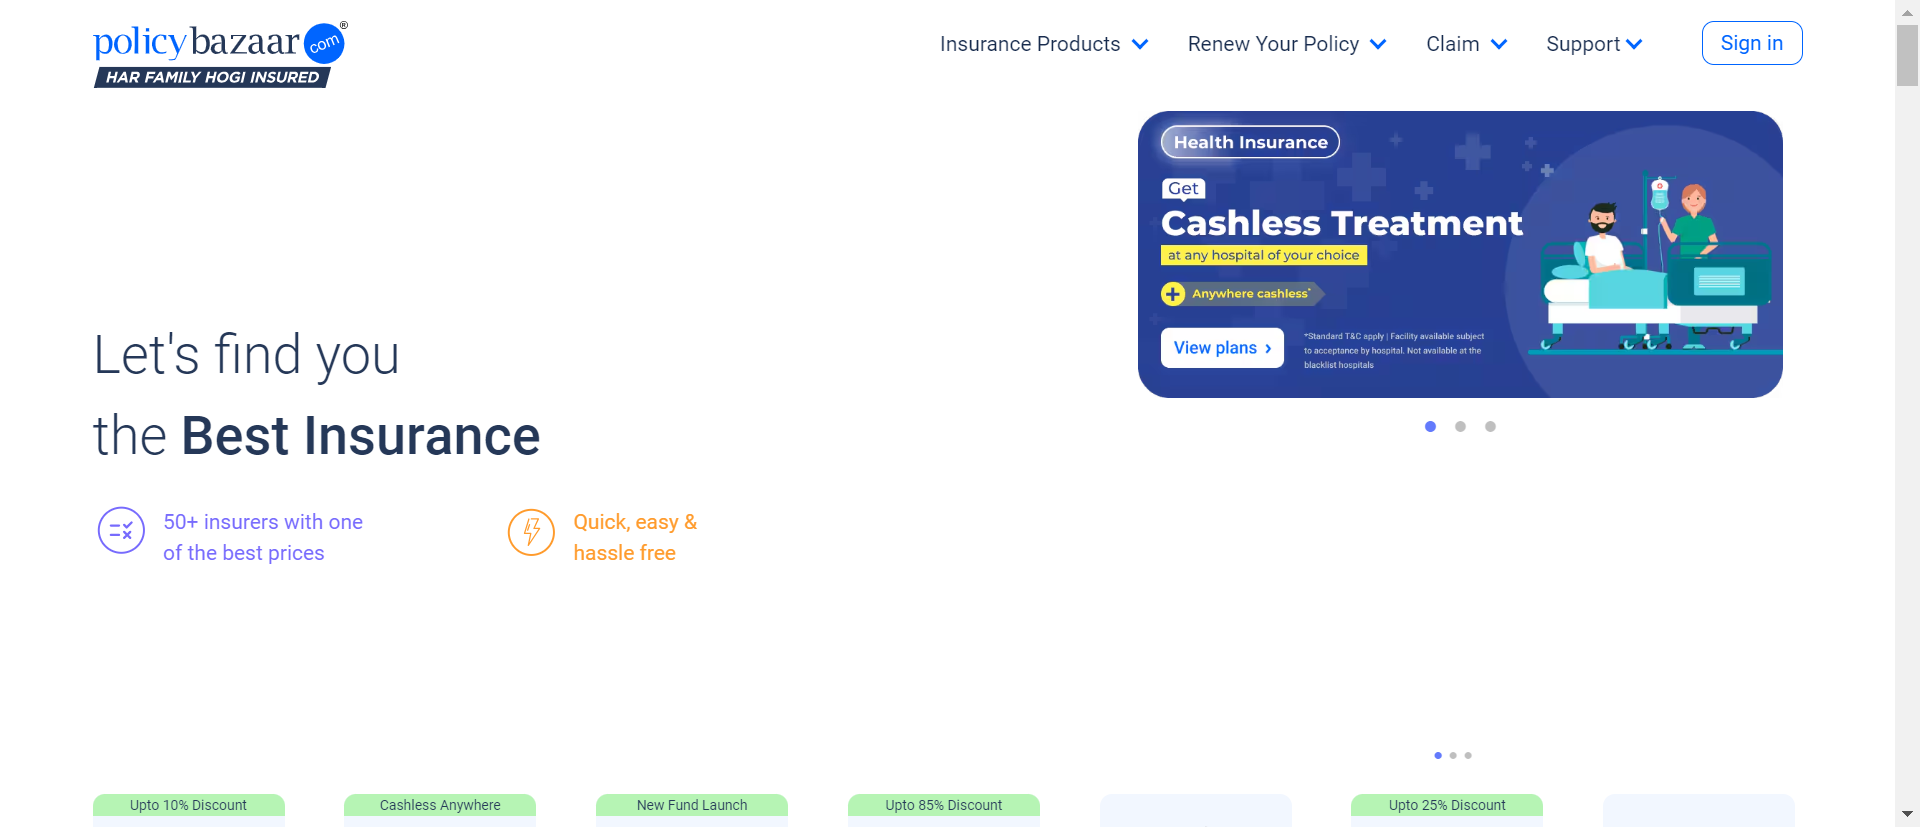 policybazaar.com®
HAR FAMILY HOGI INSURED
Insurance Products
Renew Your Policy
Claim
Support
Sign in
Health Insurance
Get
Cashless Treatment
at any hospital of your choice
Anywhere cashless*
View plans
*Standard T&C apply | Facility available subject
to acceptance by hospital. Not available at the
blacklist hospitals
Let's find you
the Best Insurance
50+ insurers with one
of the best prices
Quick, easy &
hassle free
Upto 10% Discount
Cashless Anywhere
New Fund Launch
Upto 85% Discount
Upto 25% Discount